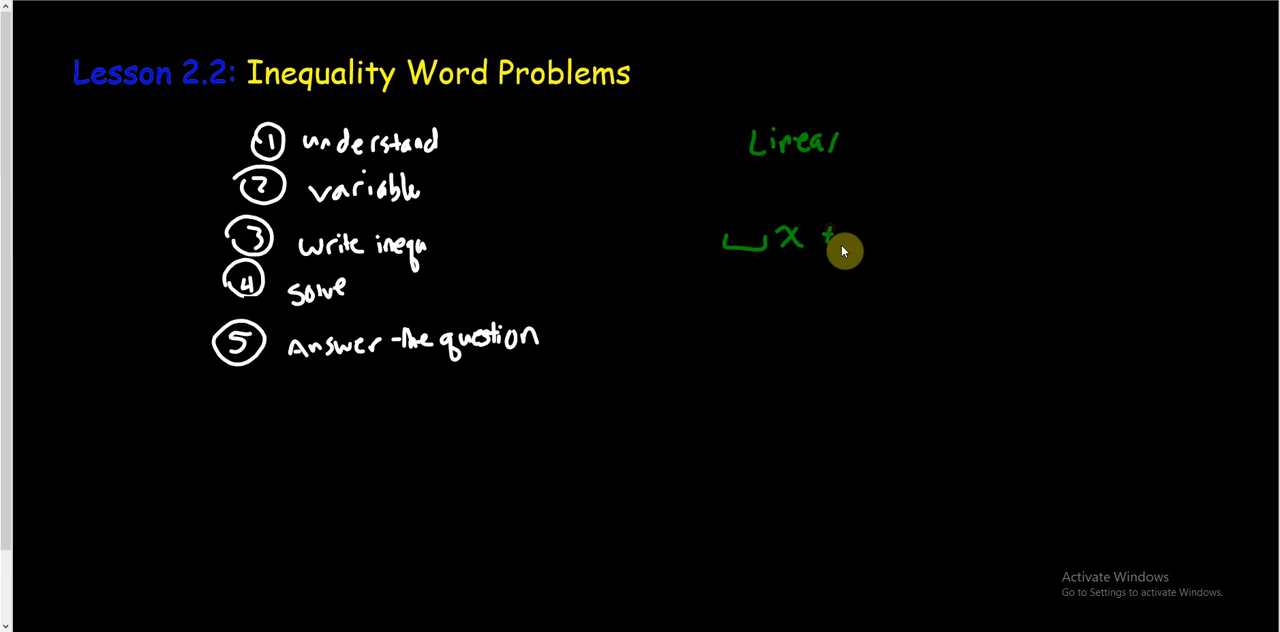 Lesson 2.2: Inequality Word Problems
1 understand
2 variable
3 write inequ
4 solve
5 Answer the question
Linear
x +
Activate Windows
Go to Settings to activate Windows.